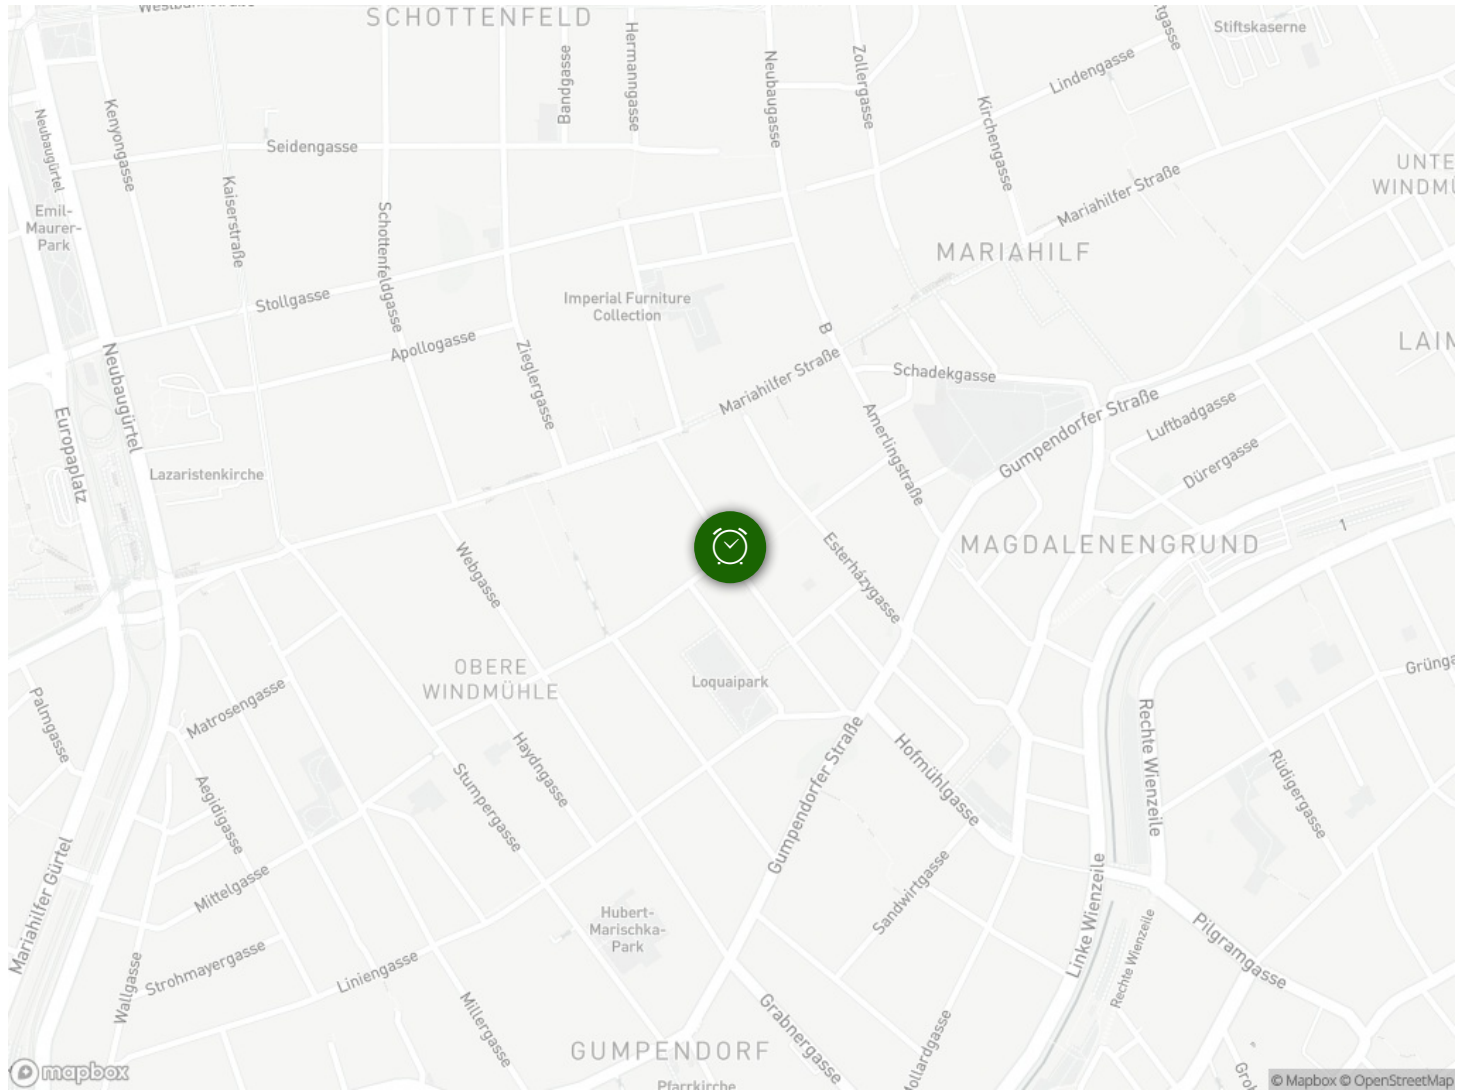 Westbahnstraße
SCHOTTENFELD
Stiftskaserne
Hermanngasse
Bandgasse
Neubaugasse
Zollergasse
Lindengasse
Kirchengasse
Kenyongasse
Neubaugürtel
Seidengasse
Kaiserstraße
Mariahilfer Straße
UNTE
WINDMÜ
Emil-
Maurer-
Park
Schottenfeldgasse
MARIAHILF
Stollgasse
Imperial Furniture
Collection
B
Apollogasse
Zieglergasse
Neubaugürtel
Mariahilfer Straße
Schadekgasse
LAIM
Europaplatz
Amerlingstraße
Gumpendorfer Straße
Luftbadgasse
Dürergasse
Lazaristenkirche
1
MAGDALENENGRUND
Webgasse
Esterházygasse
OBERE
WINDMÜHLE
Loquaipark
Grünga
Palmgasse
Matrosengasse
Rechte Wienzeile
Haydngasse
Hofmühlgasse
Rüdigergasse
Stumpergasse
Aegidigasse
Gumpendorfer Straße
Mariahilfer Gürtel
Mittelgasse
Sandwirtgasse
Linke Wienzeile
Hubert-
Marischka-
Park
Rechte Wienzeile
Pilgramgasse
Strohmayergasse
Liniengasse
Wallgasse
Millergasse
Grabnergasse
ollardgasse
GUMPENDORF
Pfarrkirche
Gro
mapbox
© Mapbox © OpenStreetMap